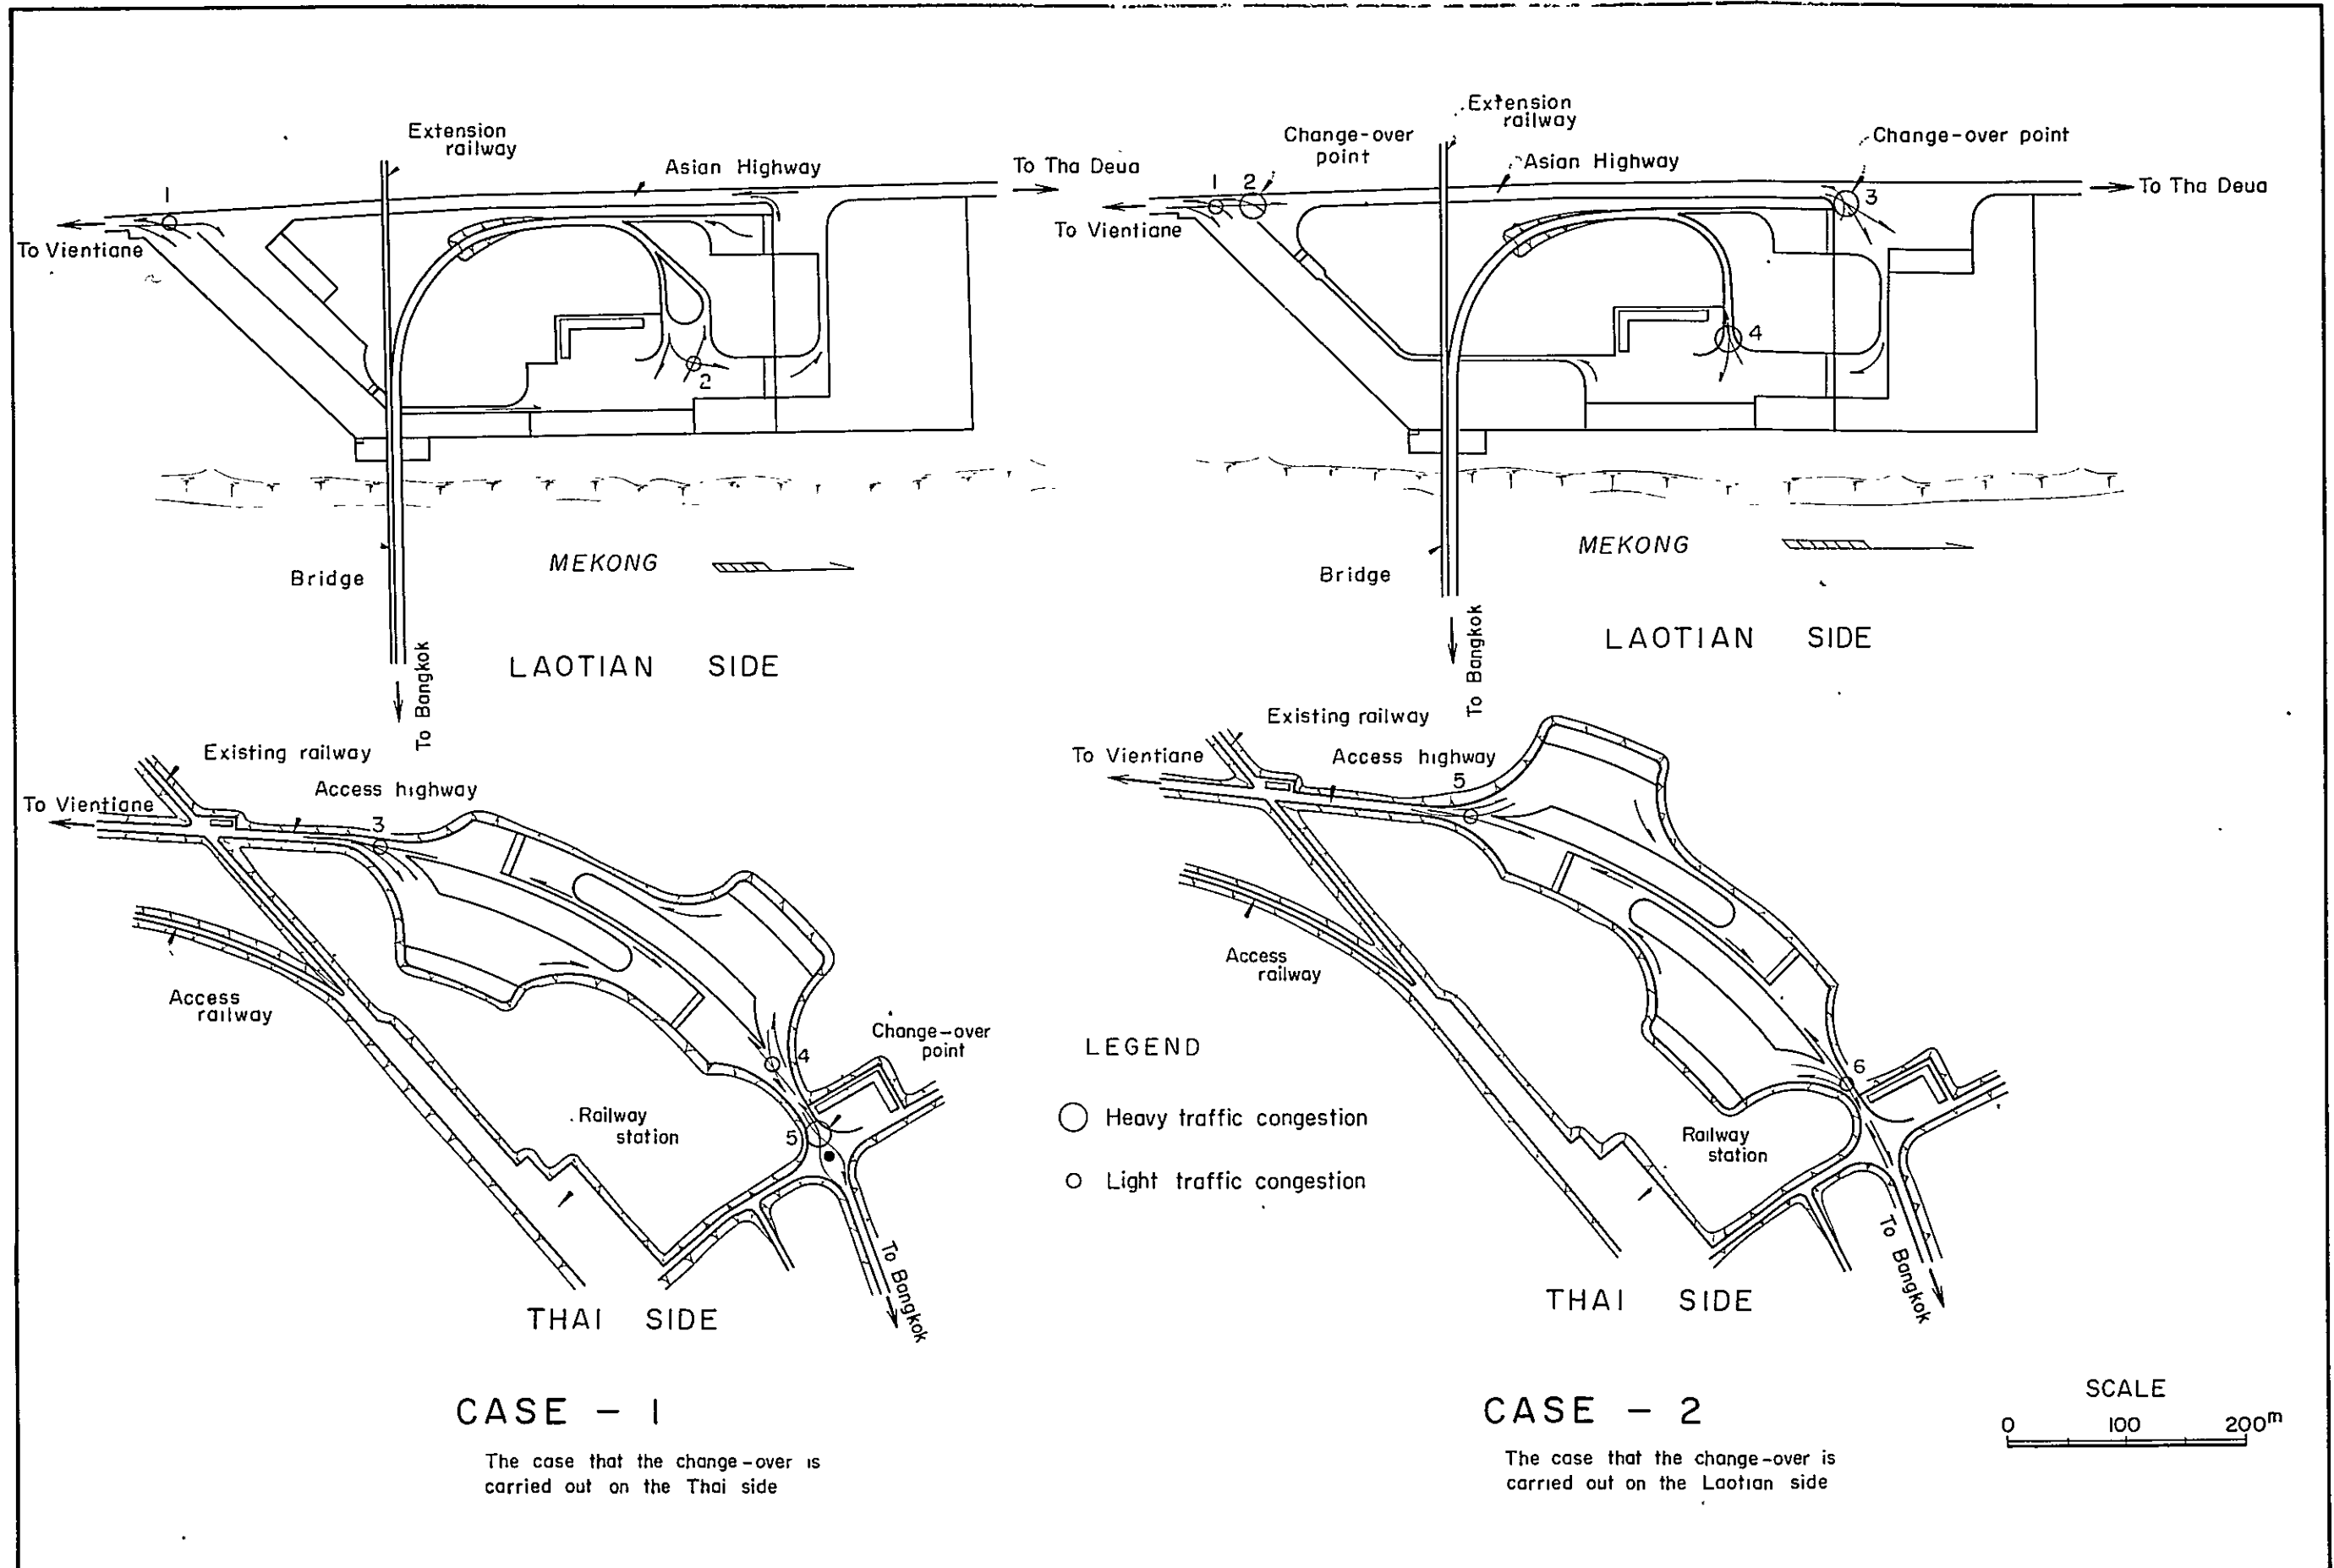 Extension
railway
Asian Highway
To Tha Deua
1
To Vientiane
2
MEKONG
Bridge
To Bangkok
LAOTIAN SIDE
Existing railway
Access highway
To Vientiane
3
Access
railway
Change-over
point
4
Railway
station
5
To Bangkok
THAI SIDE
CASE - 1
The case that the change-over is
carried out on the Thai side
Extension
railway
Change-over
point
Asian Highway
Change-over point
To Tha Deua
1
2
3
To Vientiane
4
MEKONG
Bridge
To Bangkok
LAOTIAN SIDE
Existing railway
To Vientiane
Access highway
5
Access
railway
6
Railway
station
To Bangkok
THAI SIDE
LEGEND
Heavy traffic congestion
Light traffic congestion
CASE - 2
The case that the change-over is
carried out on the Laotian side
SCALE
0 100 200m